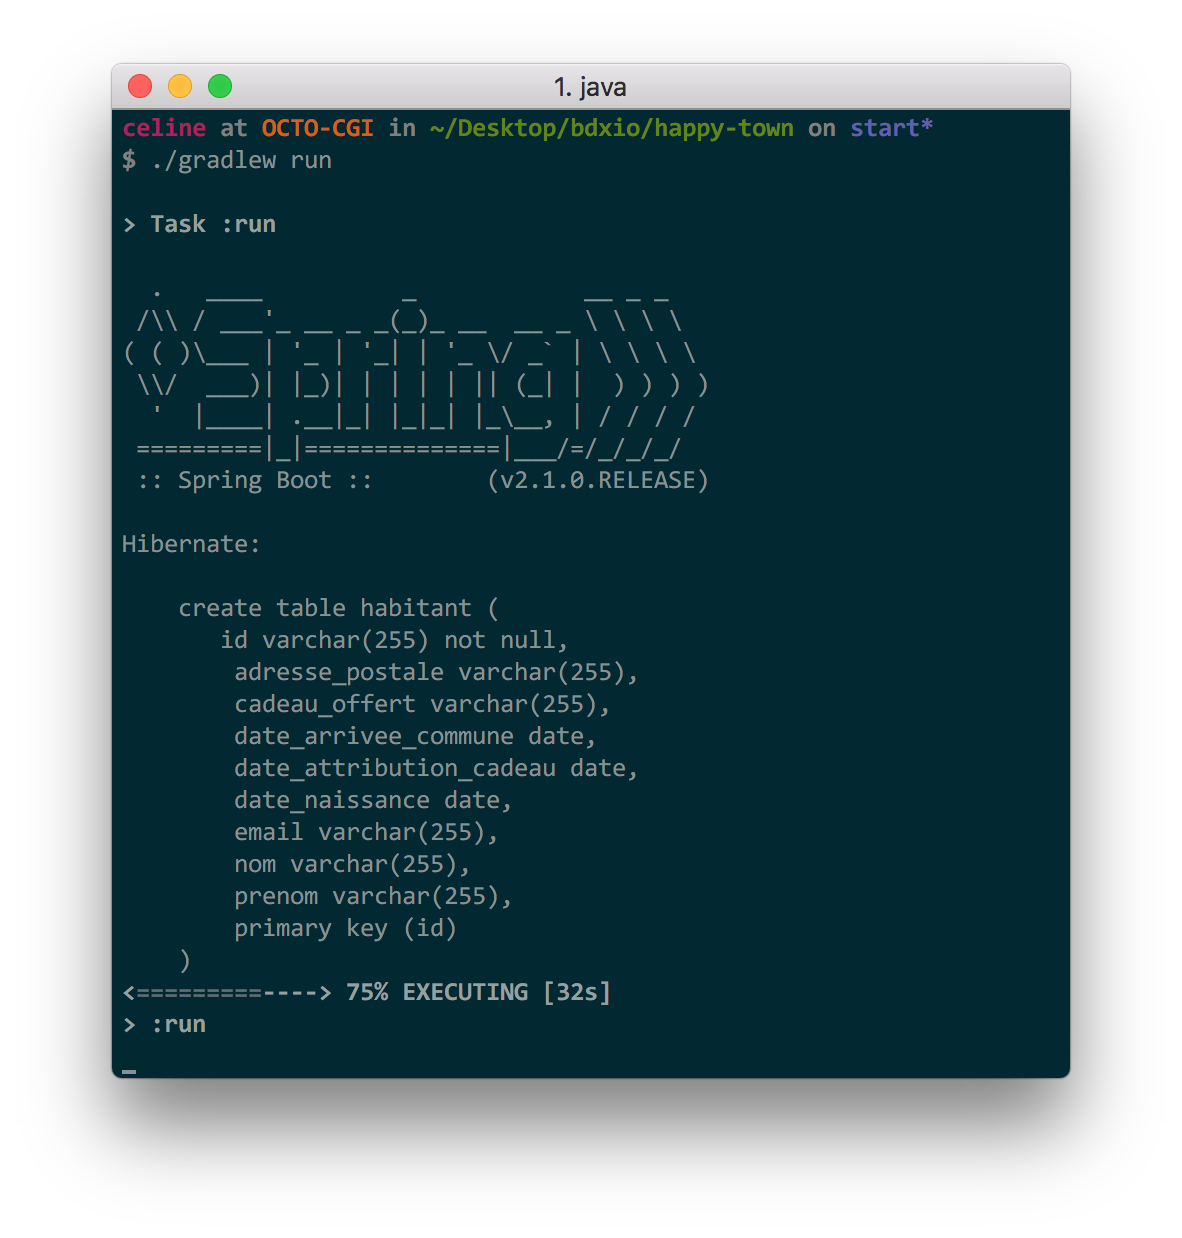 1. java
celine at OCTO-CGI in ~/Desktop/bdxio/happy-town on start*
$ ./gradlew run
> Task :run
  .   ____          _            __ _ _
 /\\ / ___'_ __ _ _(_)_ __  __ _ \ \ \ \
( ( )\___ | '_ | '_| | '_ \/ _` | \ \ \ \
 \\/  ___)| |_)| | | | | || (_| |  ) ) ) )
  '  |____| .__|_| |_|_| |_\__, | / / / /
 =========|_|==============|___/=/_/_/_/
 :: Spring Boot ::        (v2.1.0.RELEASE)
Hibernate:
    create table habitant (
       id varchar(255) not null,
        adresse_postale varchar(255),
        cadeau_offert varchar(255),
        date_arrivee_commune date,
        date_attribution_cadeau date,
        date_naissance date,
        email varchar(255),
        nom varchar(255),
        prenom varchar(255),
        primary key (id)
    )
<=========----> 75% EXECUTING [32s]
> :run